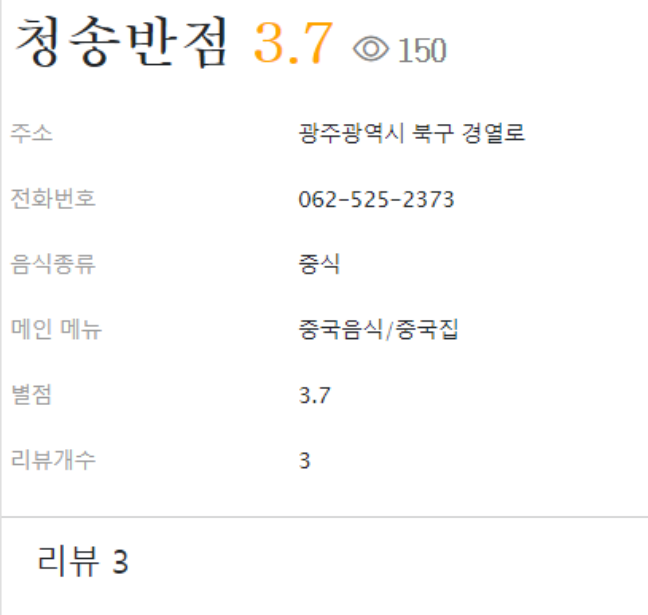 청송반점 3.7 150
주소 광주광역시 북구 경열로
전화번호 062-525-2373
음식종류 중식
메인 메뉴 중국음식/중국집
별점 3.7
리뷰개수 3
리뷰 3